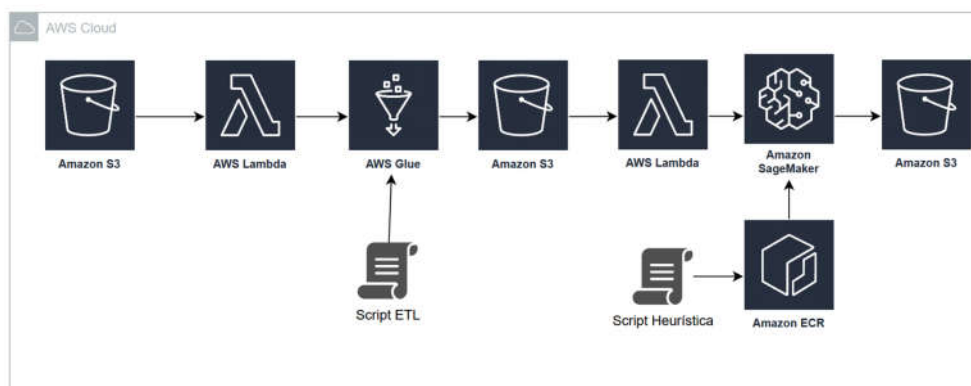 AWS Cloud
Amazon S3
AWS Lambda
AWS Glue
Amazon S3
AWS Lambda
Amazon
SageMaker
Amazon S3
Script ETL
Script Heurística
Amazon ECR